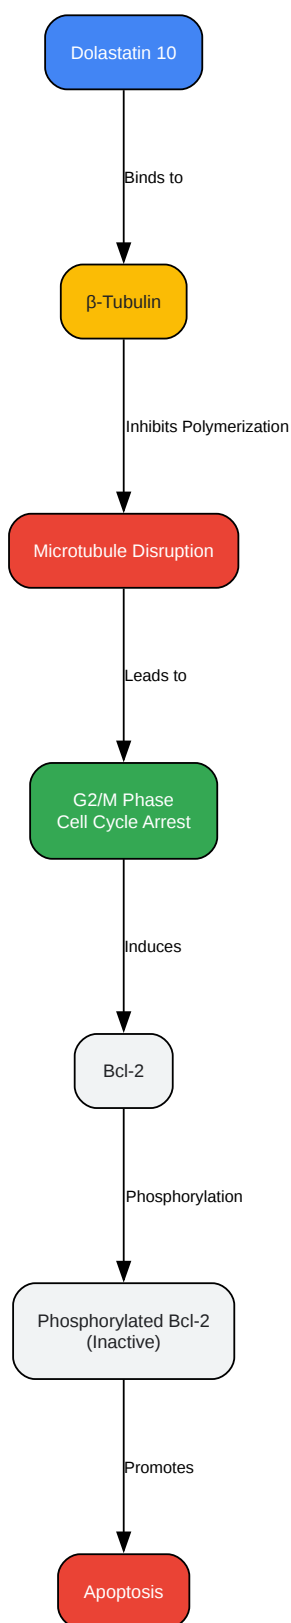 Dolastatin 10
Binds to
β-Tubulin
Inhibits Polymerization
Microtubule Disruption
Leads to
G2/M Phase
Cell Cycle Arrest
Induces
Bcl-2
Phosphorylation
Phosphorylated Bcl-2
(Inactive)
Promotes
Apoptosis